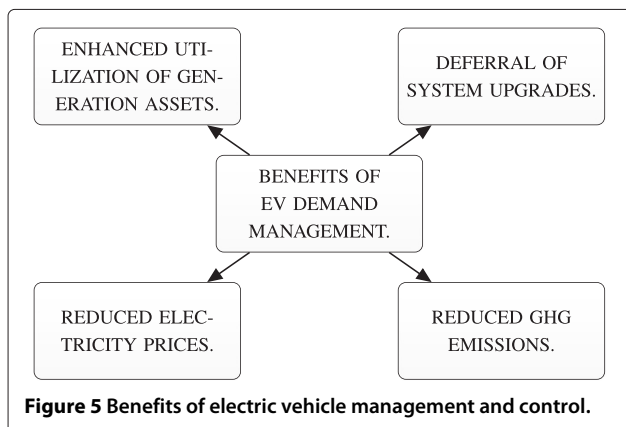 ENHANCED UTI-
LIZATION OF GEN-
ERATION ASSETS.
DEFERRAL OF
SYSTEM UPGRADES.
BENEFITS OF
EV DEMAND
MANAGEMENT.
REDUCED ELEC-
TRICITY PRICES.
REDUCED GHG
EMISSIONS.
Figure 5 Benefits of electric vehicle management and control.